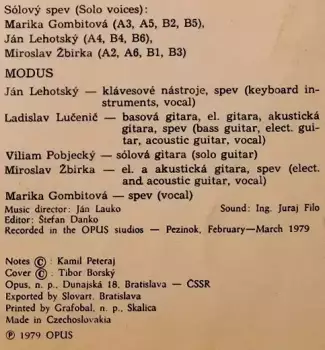 Sólový spev (Solo voices):
Marika Gombitová (A3, A5, B2, B5),
Ján Lehotský (A4, B4, B6),
Miroslav Žbirka (A2, A6, B1, B3)
MODUS
Ján Lehotský — klávesové nástroje, spev (keyboard in-
struments, vocal)
Ladislav Lučenič — basová gitara, el. gitara, akustická
gitara, spev (bass guitar, elect. gui-
tar, acoustic guitar, vocal)
Viliam Pobjecký — sólová gitara (solo guitar)
Miroslav Žbirka — el. a akustická gitara, spev (elect.
and acoustic guitar, vocal)
Marika Gombitová — spev (vocal)
Music director: Ján Lauko Sound: Ing. Juraj Filo
Editor: Štefan Danko
Recorded in the OPUS studios — Pezinok, February—March 1979
Notes © : Kamil Peteraj
Cover © : Tibor Borský
Opus, n. p., Dunajská 18, Bratislava — ČSSR
Exported by Slovart, Bratislava
Printed by Grafobal, n. p., Skalica
Made in Czechoslovakia
℗ 1979 OPUS